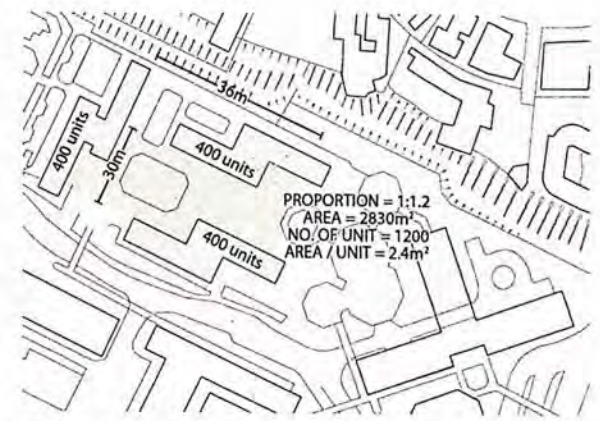 36m
400 units
30m
400 units
400 units
PROPORTION = 1:1.2
AREA = 2830m²
NO. OF UNIT = 1200
AREA / UNIT = 2.4m²